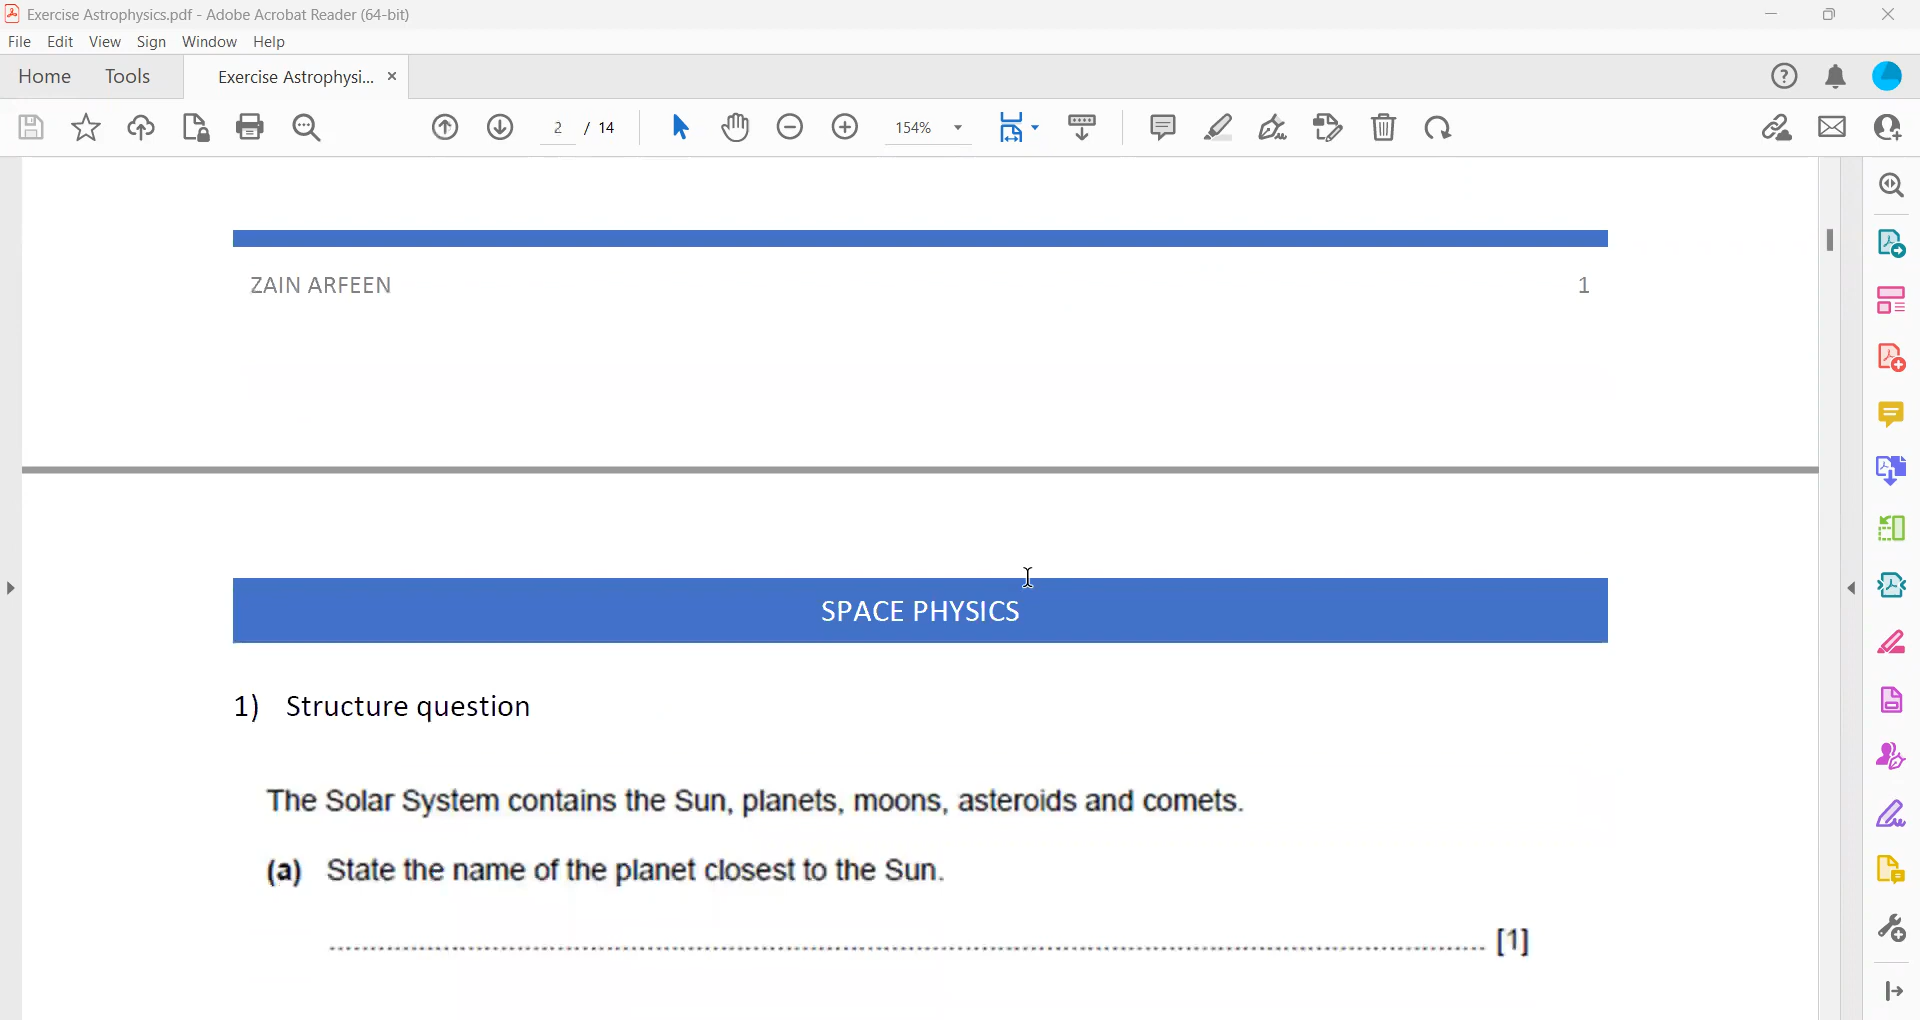 Exercise Astrophysics.pdf - Adobe Acrobat Reader (64-bit)
File Edit View Sign Window Help
Home Tools Exercise Astrophysi... ×
2 / 14 154%
ZAIN ARFEEN 1
SPACE PHYSICS
1) Structure question
The Solar System contains the Sun, planets, moons, asteroids and comets.
(a) State the name of the planet closest to the Sun.
.......................................................................................................................... [1]